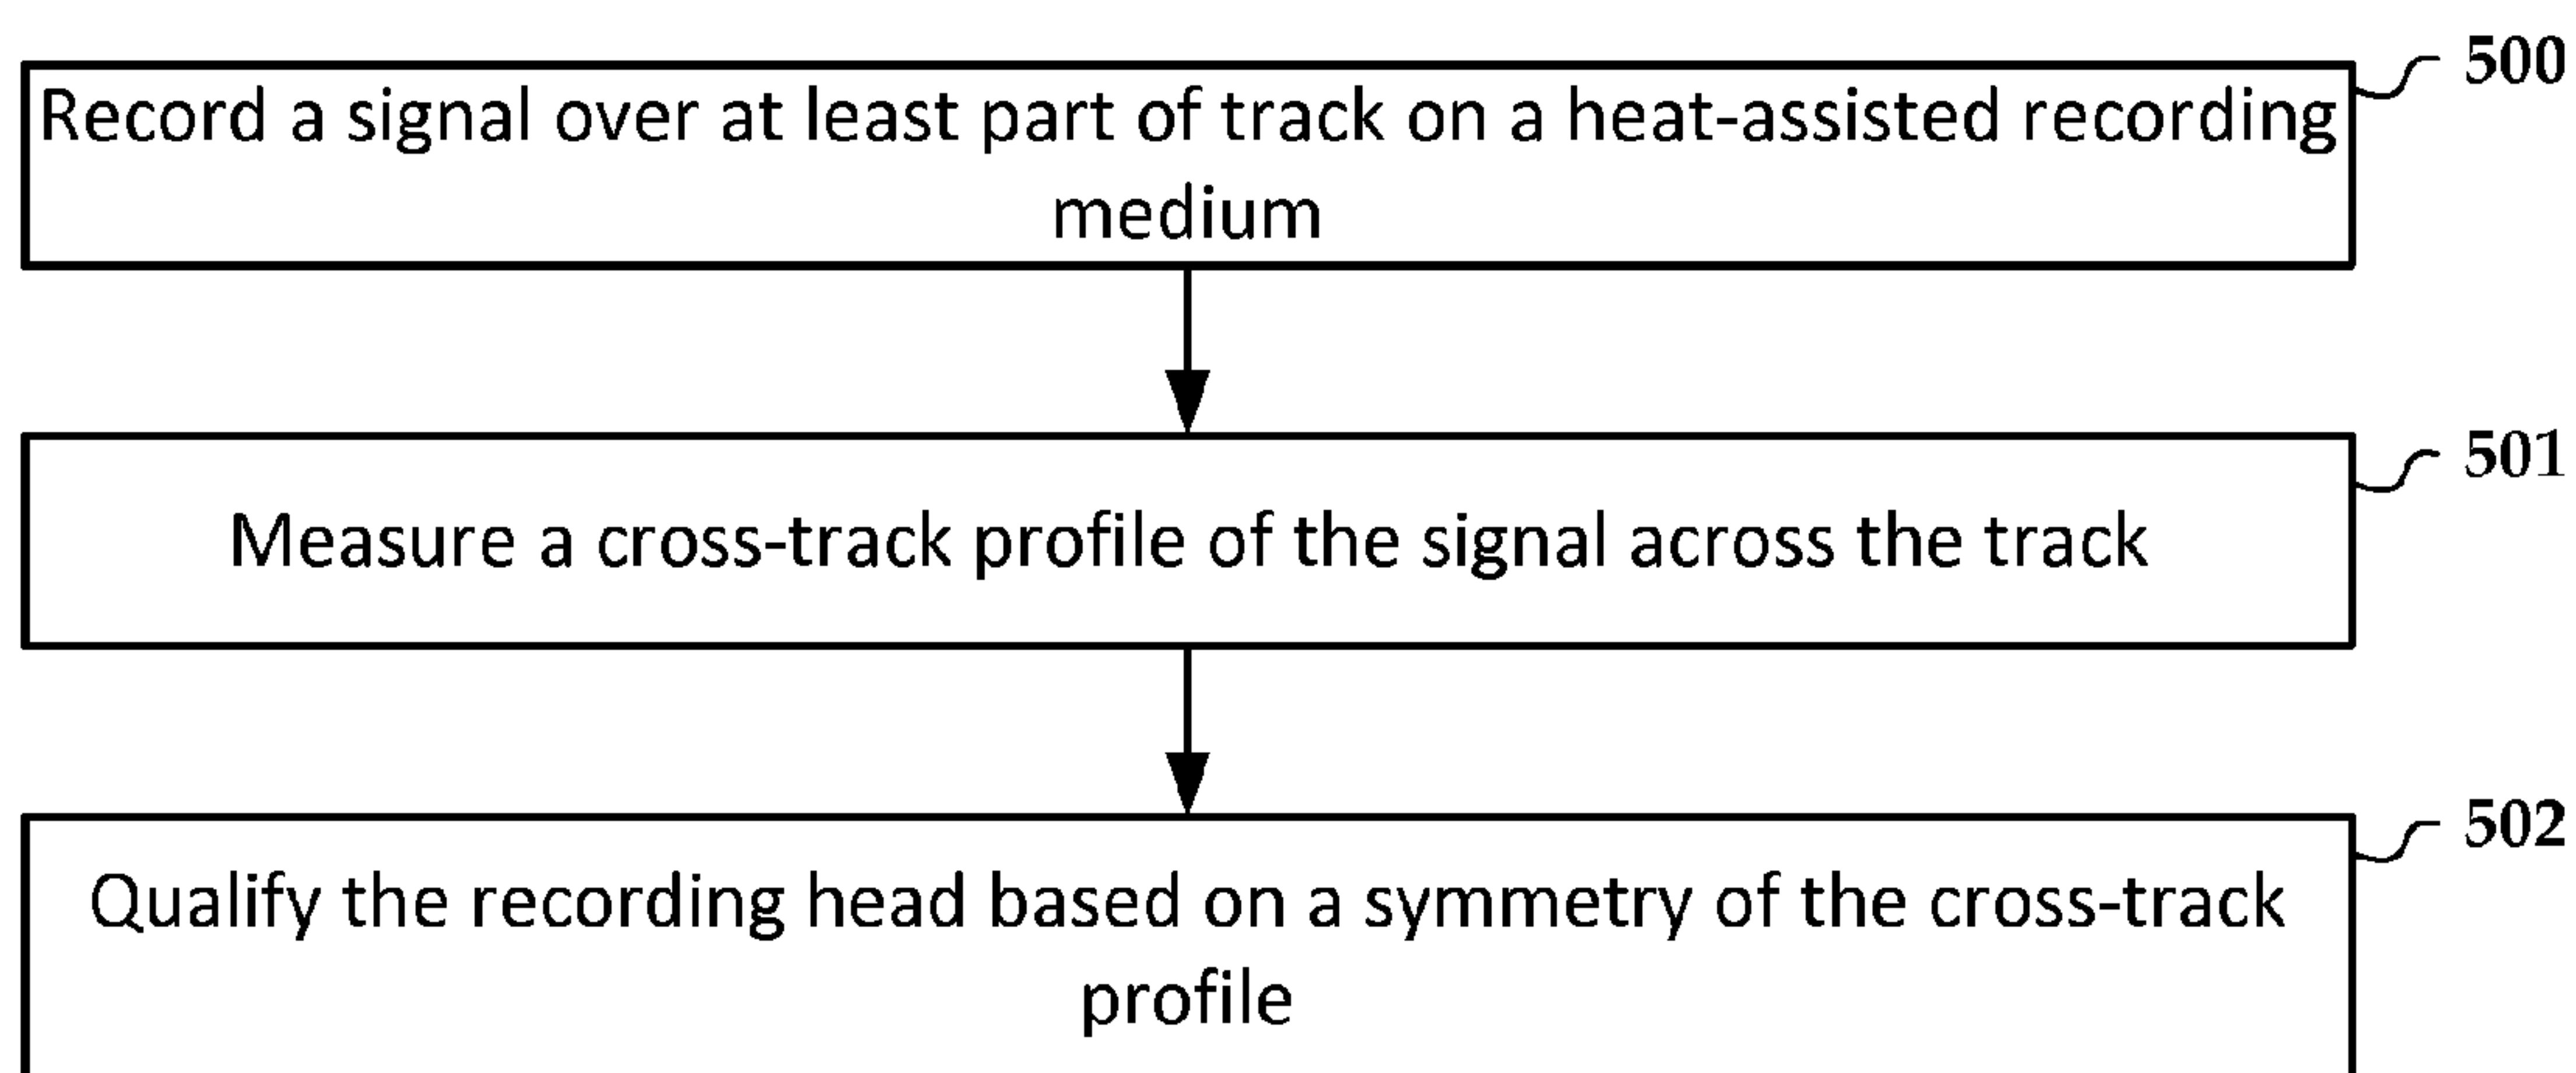 500
Record a signal over at least part of track on a heat-assisted recording
medium
501
Measure a cross-track profile of the signal across the track
502
Qualify the recording head based on a symmetry of the cross-track
profile